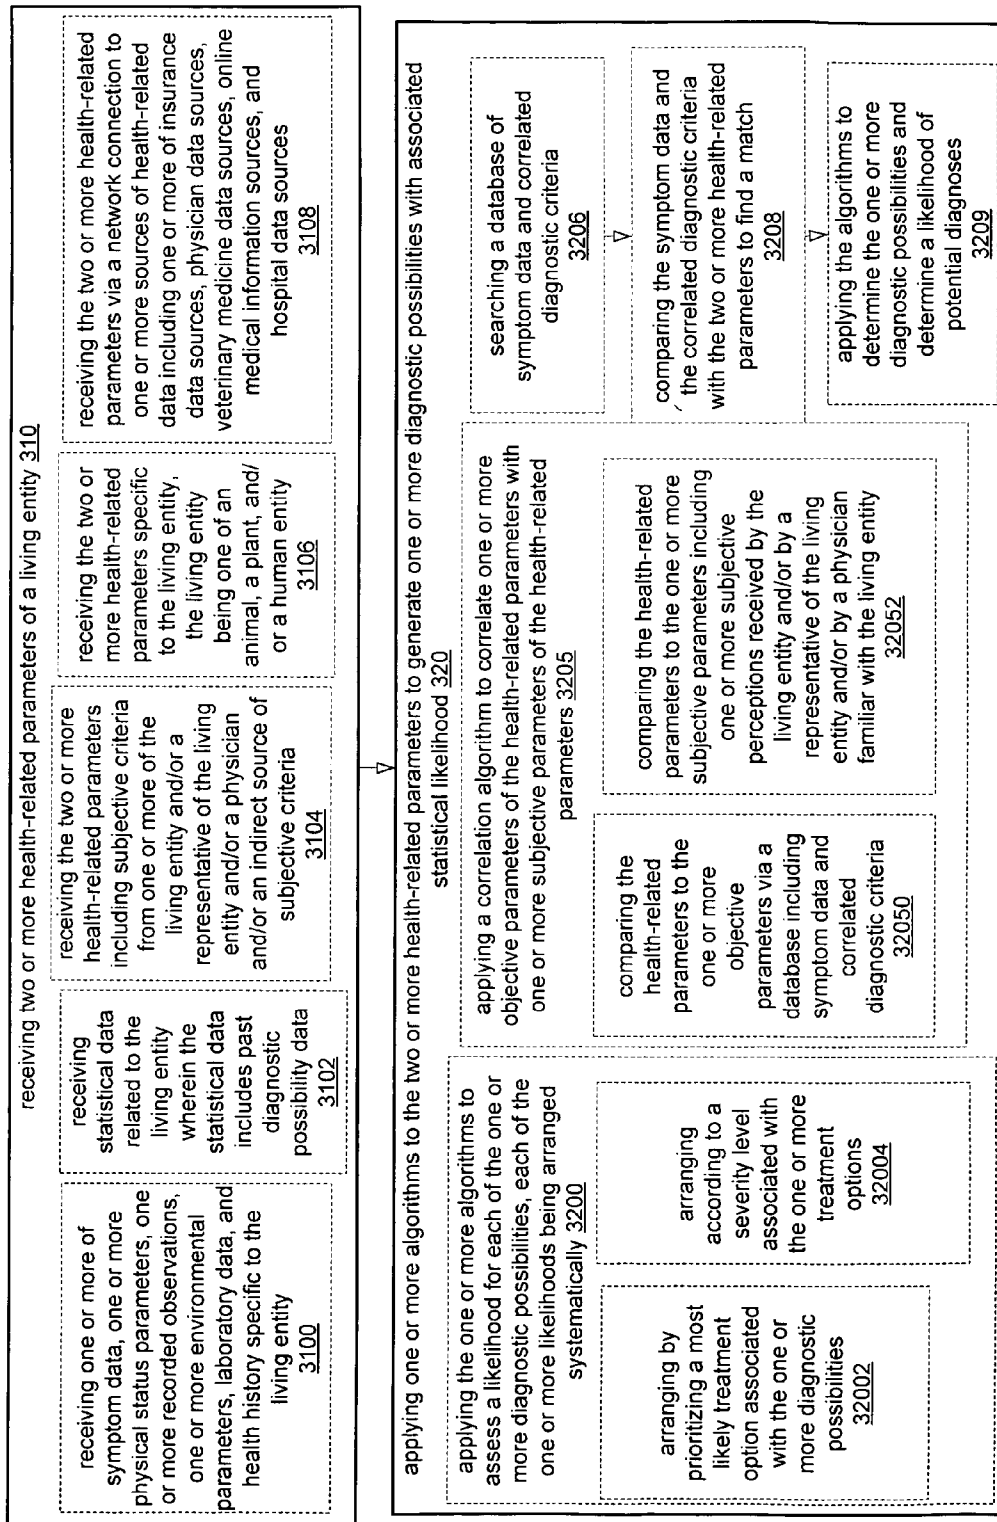 receiving two or more health-related parameters of a living entity 310
receiving one or more of
symptom data, one or more
physical status parameters, one
or more recorded observations,
one or more environmental
parameters, laboratory data, and
health history specific to the
living entity
3100
receiving
statistical data
related to the
living entity
wherein the
statistical data
includes past
diagnostic
possibility data
3102
receiving the two or more
health-related parameters
including subjective criteria
from one or more of the
living entity and/or a
representative of the living
entity and/or a physician
and/or an indirect source of
subjective criteria
3104
receiving the two or
more health-related
parameters specific
to the living entity,
the living entity
being one of an
animal, a plant, and/
or a human entity
3106
receiving the two or more health-related
parameters via a network connection to
one or more sources of health-related
data including one or more of insurance
data sources, physician data sources,
veterinary medicine data sources, online
medical information sources, and
hospital data sources
3108
applying one or more algorithms to the two or more health-related parameters to generate one or more diagnostic possibilities with associated
statistical likelihood 320
applying the one or more algorithms to
assess a likelihood for each of the one or
more diagnostic possibilities, each of the
one or more likelihoods being arranged
systematically 3200
arranging by
prioritizing a most
likely treatment
option associated
with the one or
more diagnostic
possibilities
32002
arranging
according to a
severity level
associated with
the one or more
treatment
options
32004
applying a correlation algorithm to correlate one or more
objective parameters of the health-related parameters with
one or more subjective parameters of the health-related
parameters 3205
comparing the
health-related
parameters to the
one or more
objective
parameters via a
database including
symptom data and
correlated
diagnostic criteria
32050
comparing the health-related
parameters to the one or more
subjective parameters including
one or more subjective
perceptions received by the
living entity and/or by a
representative of the living
entity and/or by a physician
familiar with the living entity
32052
searching a database of
symptom data and correlated
diagnostic criteria
3206
comparing the symptom data and
the correlated diagnostic criteria
with the two or more health-related
parameters to find a match
3208
applying the algorithms to
determine the one or more
diagnostic possibilities and
determine a likelihood of
potential diagnoses
3209